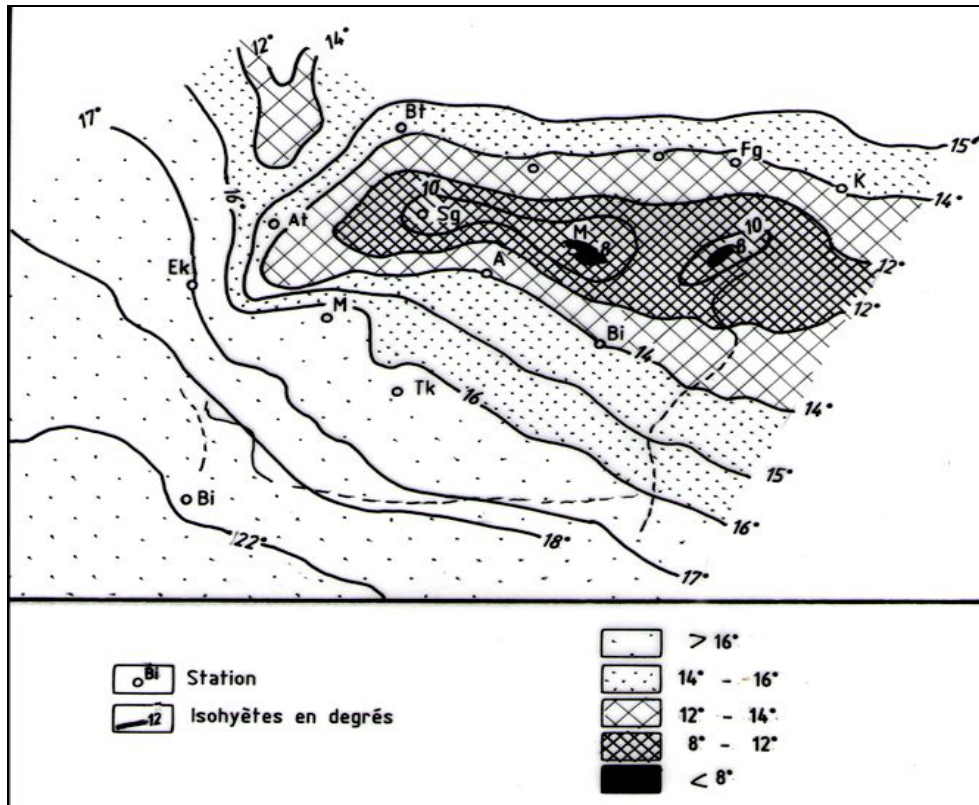 12° 14°
17°
Bt
15°
Fg
16°
10
K
14°
At
Sg
10
M 8
8
A
12°
Ek
12°
M
Bi
14
Tk
16
14°
15°
Bi
16°
22°
18°
17°
> 16°
Bi Station
14° - 16°
12 Isohyètes en degrés
12° - 14°
8° - 12°
< 8°